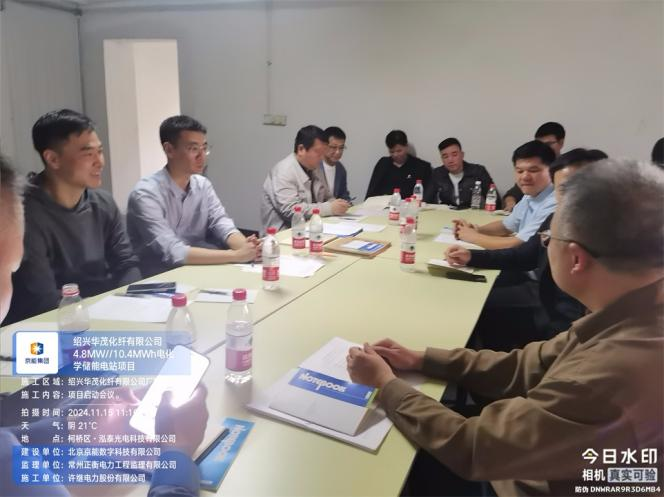 京能集团
绍兴华茂化纤有限公司
4.8MW//10.4MWh电化
学储能电站项目
施工区域: 绍兴华茂化纤有限公司厂
施工内容: 项目启动会议。
拍摄时间: 2024.11.15 11:1
天气: 阴 21℃
地点: 柯桥区·泓泰光电科技有限公司
建设单位: 北京京能数字科技有限公司
监理单位: 常州正衡电力工程监理有限公司
施工单位: 许继电力股份有限公司
NOTEBOOK
今日水印
相机 真实可验
防伪 DNWRAR9R3D6MB4